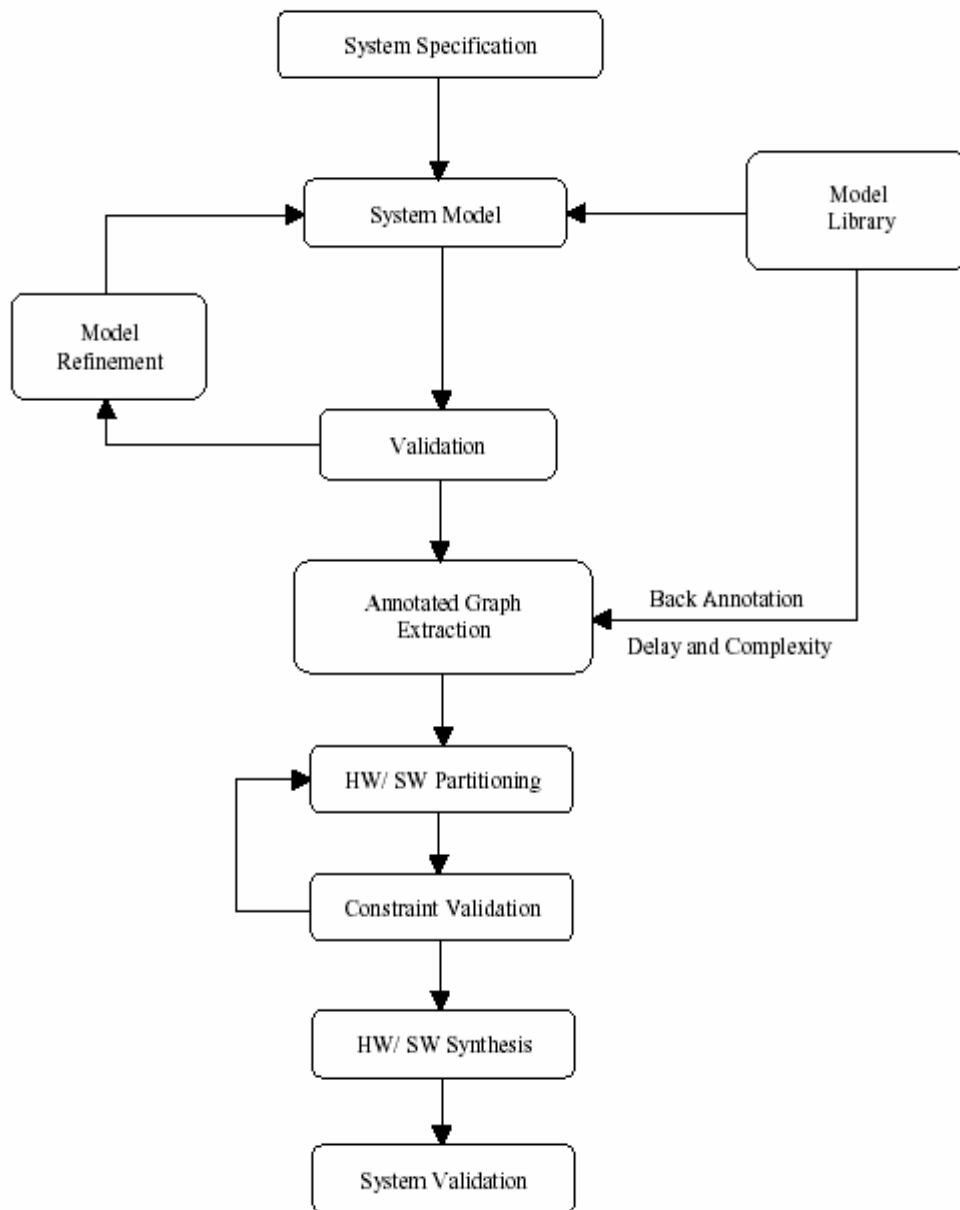 System Specification
System Model
Model
Library
Model
Refinement
Validation
Annotated Graph
Extraction
Back Annotation
Delay and Complexity
HW/ SW Partitioning
Constraint Validation
HW/ SW Synthesis
System Validation